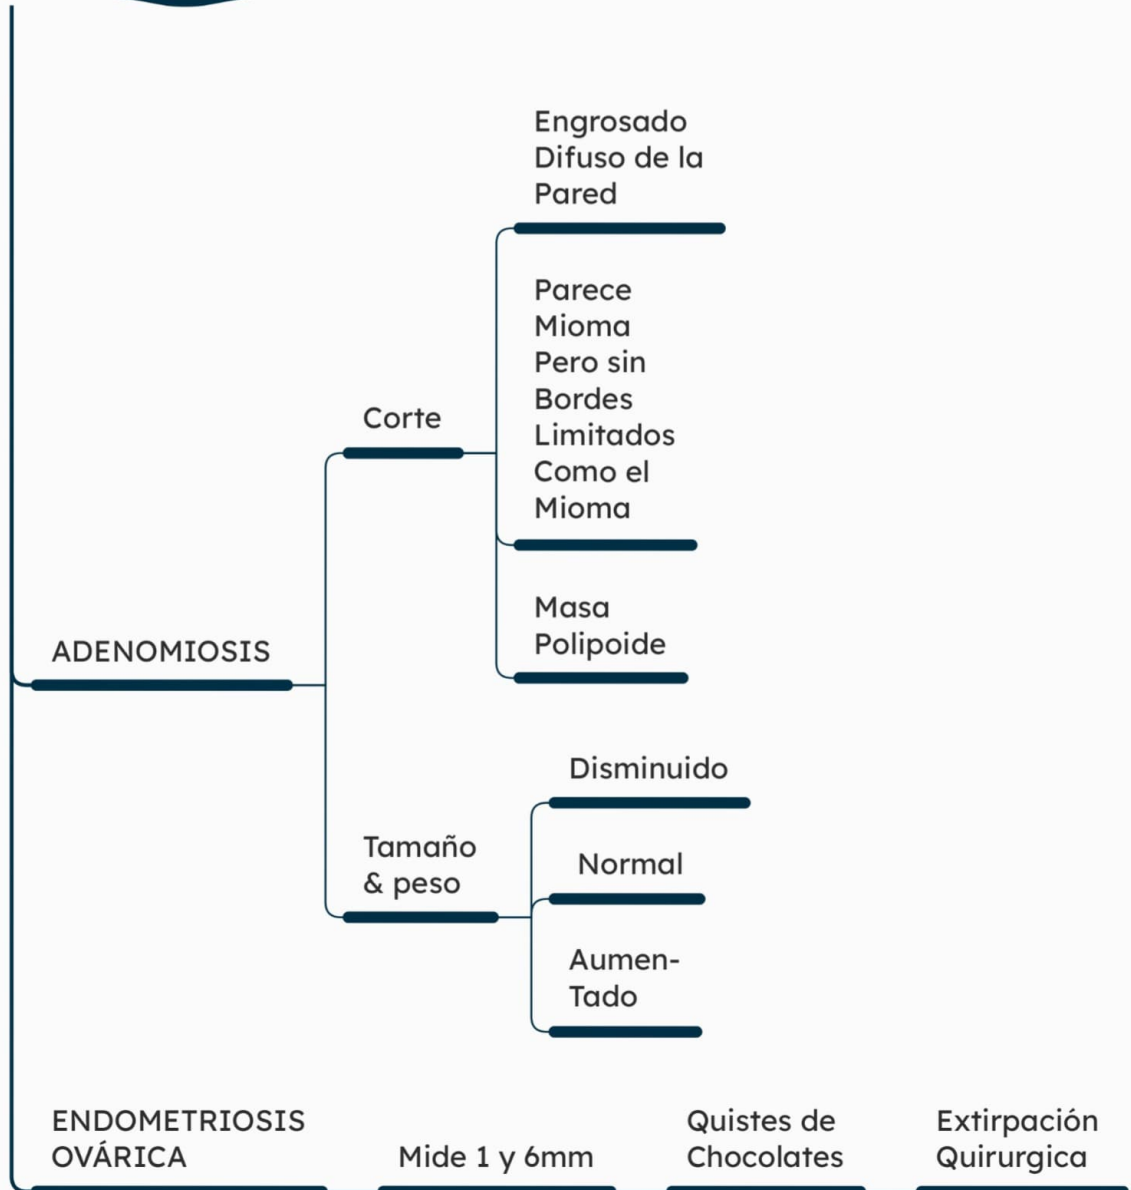 Engrosado
Difuso de la
Pared
Parece
Mioma
Pero sin
Bordes
Limitados
Como el
Mioma
Corte
Masa
Polipoide
ADENOMIOSIS
Disminuido
Tamaño
& peso
Normal
Aumen-
Tado
ENDOMETRIOSIS
OVÁRICA
Mide 1 y 6mm
Quistes de
Chocolates
Extirpación
Quirurgica